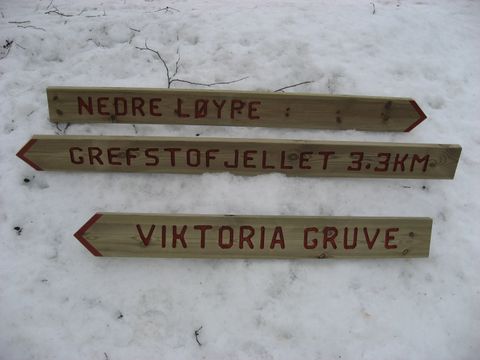 NEDRE LØYPE
GREFSTOFJELLET 3.3KM
VIKTORIA GRUVE